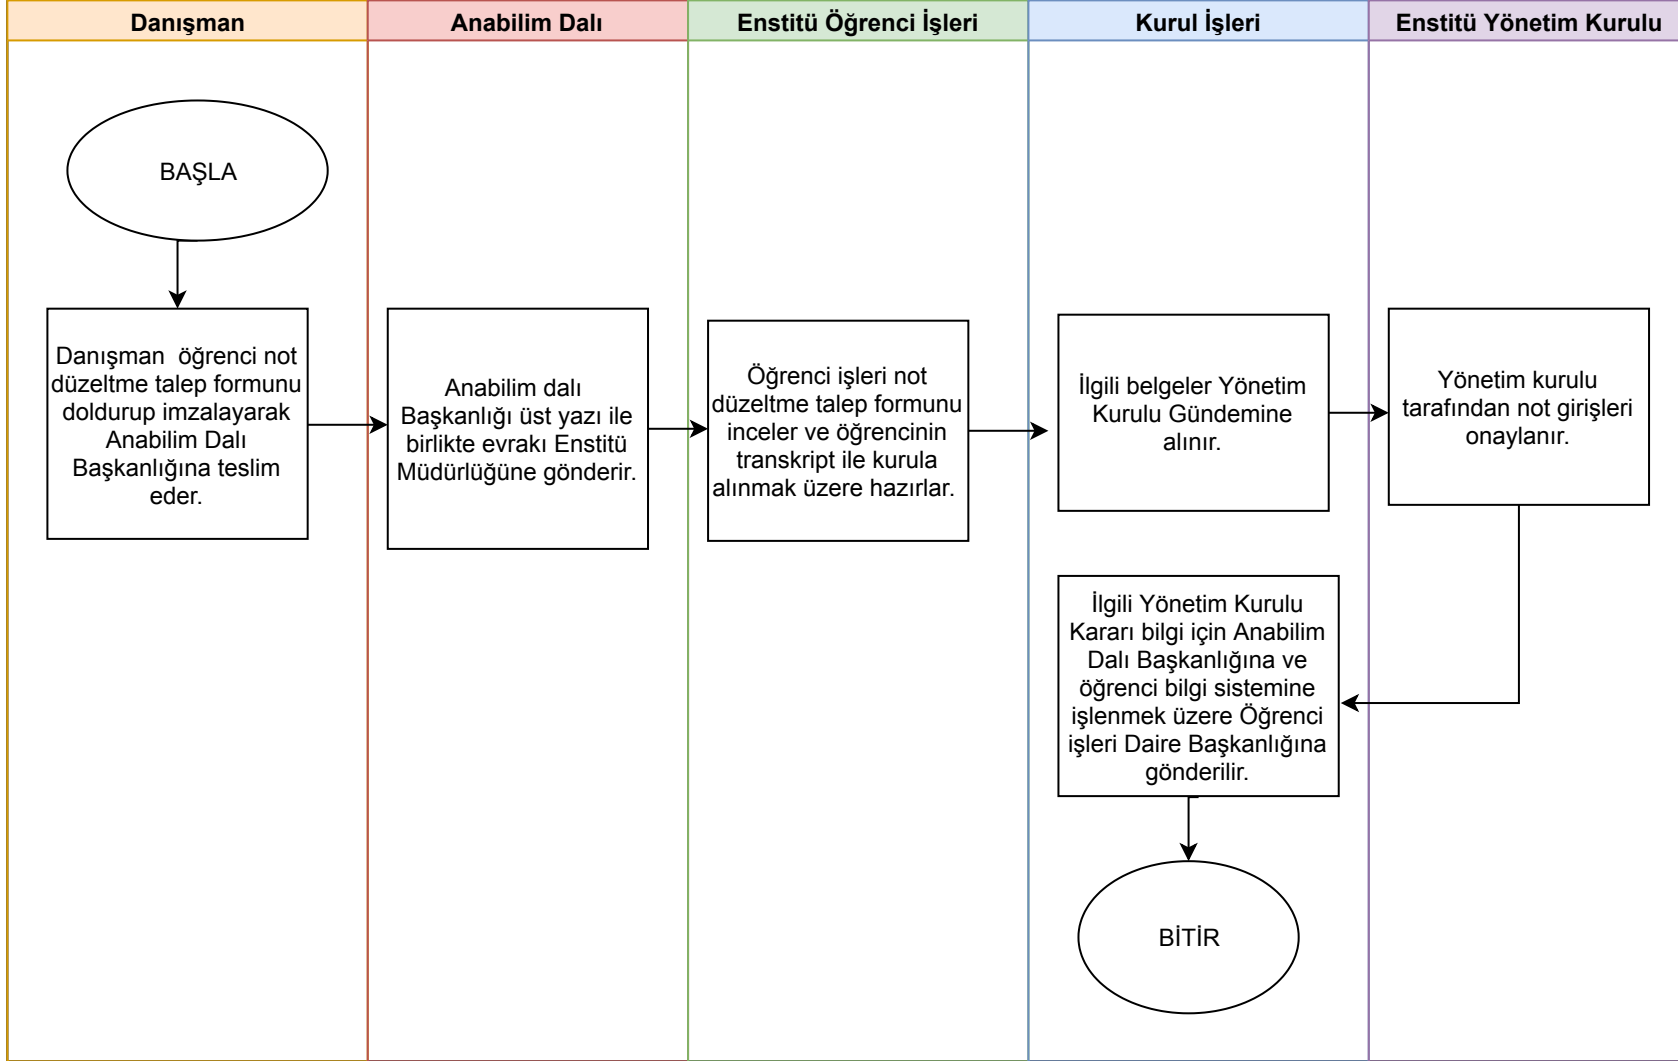 Danışman
Anabilim Dalı
Enstitü Öğrenci İşleri
Kurul İşleri
Enstitü Yönetim Kurulu
BAŞLA
Danışman  öğrenci not
düzeltme talep formunu
doldurup imzalayarak
Anabilim Dalı
Başkanlığına teslim
eder.
Anabilim dalı
Başkanlığı üst yazı ile
birlikte evrakı Enstitü
Müdürlüğüne gönderir.
Öğrenci işleri not
düzeltme talep formunu
inceler ve öğrencinin
transkript ile kurula
alınmak üzere hazırlar.
İlgili belgeler Yönetim
Kurulu Gündemine
alınır.
Yönetim kurulu
tarafından not girişleri
onaylanır.
İlgili Yönetim Kurulu
Kararı bilgi için Anabilim
Dalı Başkanlığına ve
öğrenci bilgi sistemine
işlenmek üzere Öğrenci
işleri Daire Başkanlığına
gönderilir.
BİTİR